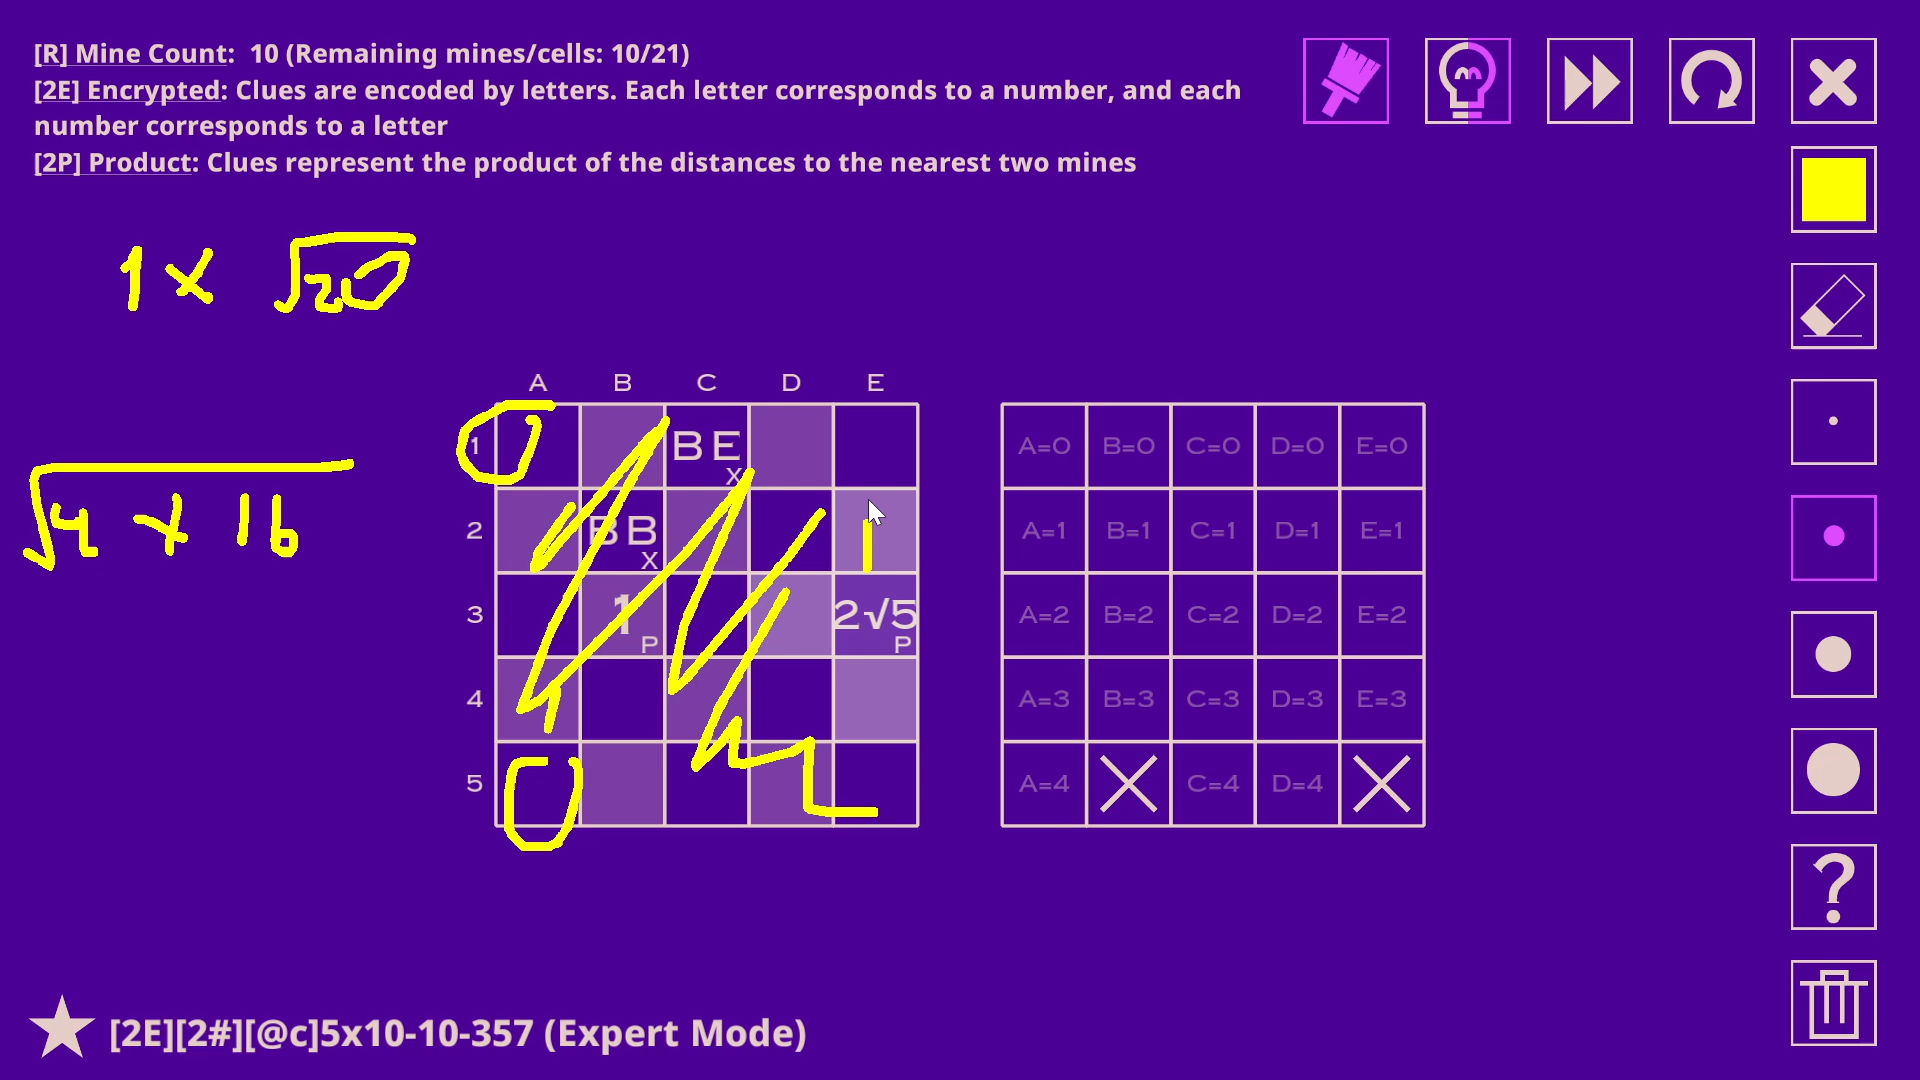 [R] Mine Count: 10 (Remaining mines/cells: 10/21)
[2E] Encrypted: Clues are encoded by letters. Each letter corresponds to a number, and each
number corresponds to a letter
[2P] Product: Clues represent the product of the distances to the nearest two mines
1 x √20
√4 x 16
A B C D E
1 BE X
2 BB X
3 1 P 2√5 P
4
5
A=0 B=0 C=0 D=0 E=0
A=1 B=1 C=1 D=1 E=1
A=2 B=2 C=2 D=2 E=2
A=3 B=3 C=3 D=3 E=3
A=4 C=4 D=4
?
[2E][2#][@c]5x10-10-357 (Expert Mode)